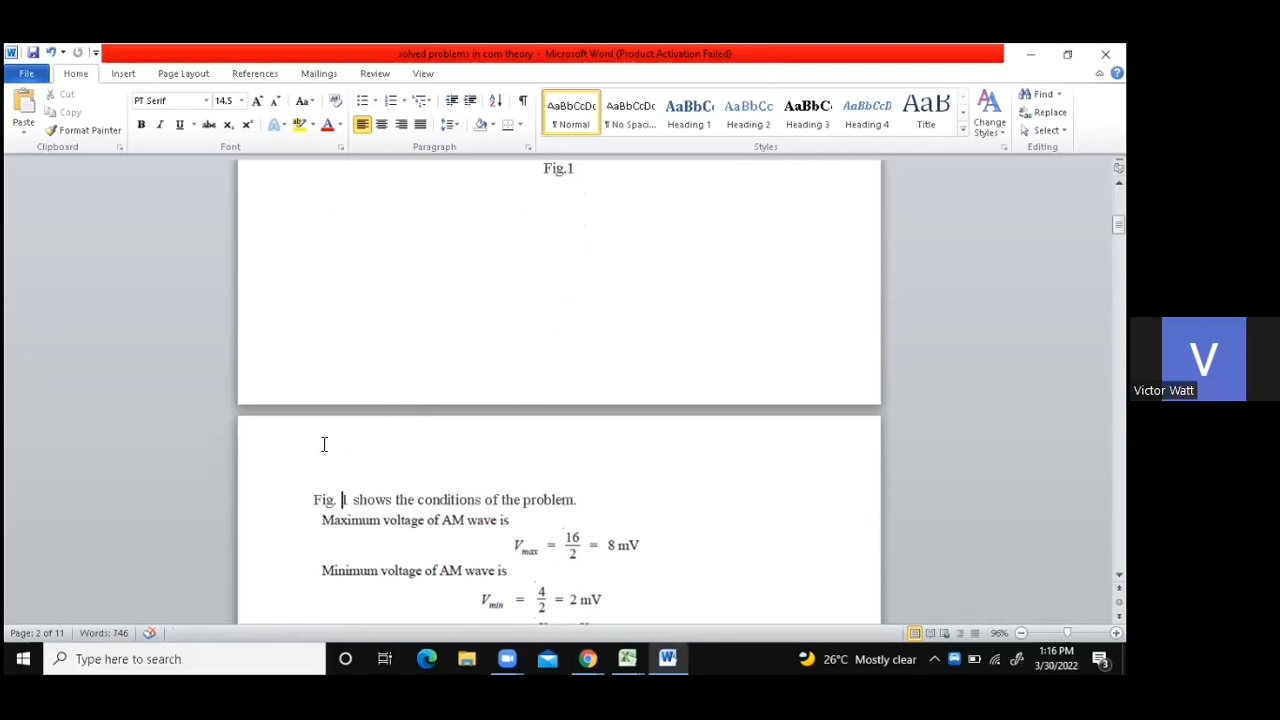 solved problems in com theory - Microsoft Word (Product Activation Failed)
File Home Insert Page Layout References Mailings Review View
Paste
Cut
Copy
Format Painter
Clipboard
PT Serif 14.5
Font
Paragraph
AaBbCcDc AaBbCcDc AaBbC AaBbCc AaBbC AaBbCcD AaB
¶ Normal ¶ No Spaci... Heading 1 Heading 2 Heading 3 Heading 4 Title
Change Styles
Styles
Find
Replace
Select
Editing
Fig.1
Fig. 1 shows the conditions of the problem.
Maximum voltage of AM wave is
Vmax = 16/2 = 8 mV
Minimum voltage of AM wave is
Vmin = 4/2 = 2 mV
Page: 2 of 11 Words: 746 96%
Type here to search
26°C Mostly clear
1:16 PM
3/30/2022
3
V
Victor Watt